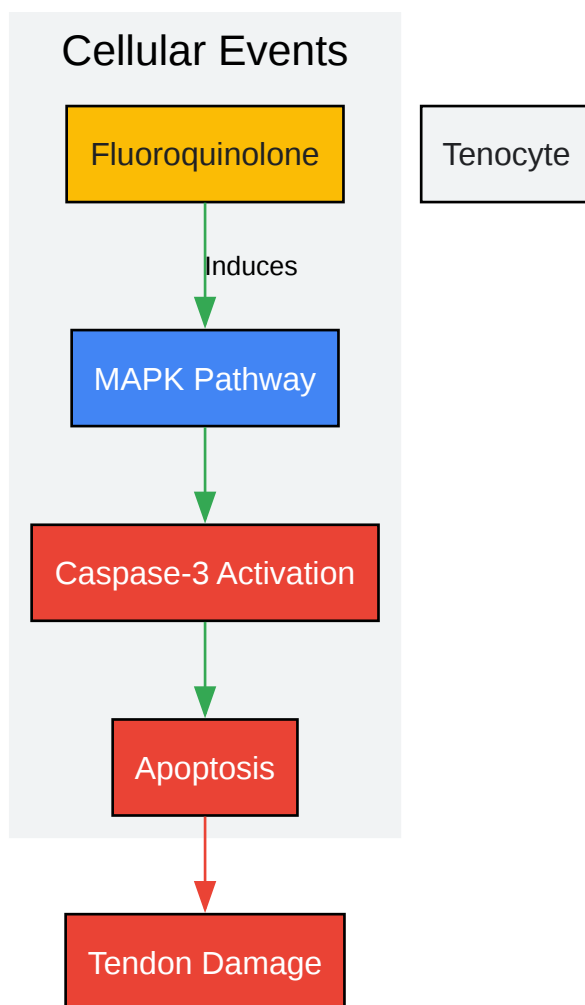 Cellular Events
Fluoroquinolone
Tenocyte
Induces
MAPK Pathway
Caspase-3 Activation
Apoptosis
Tendon Damage